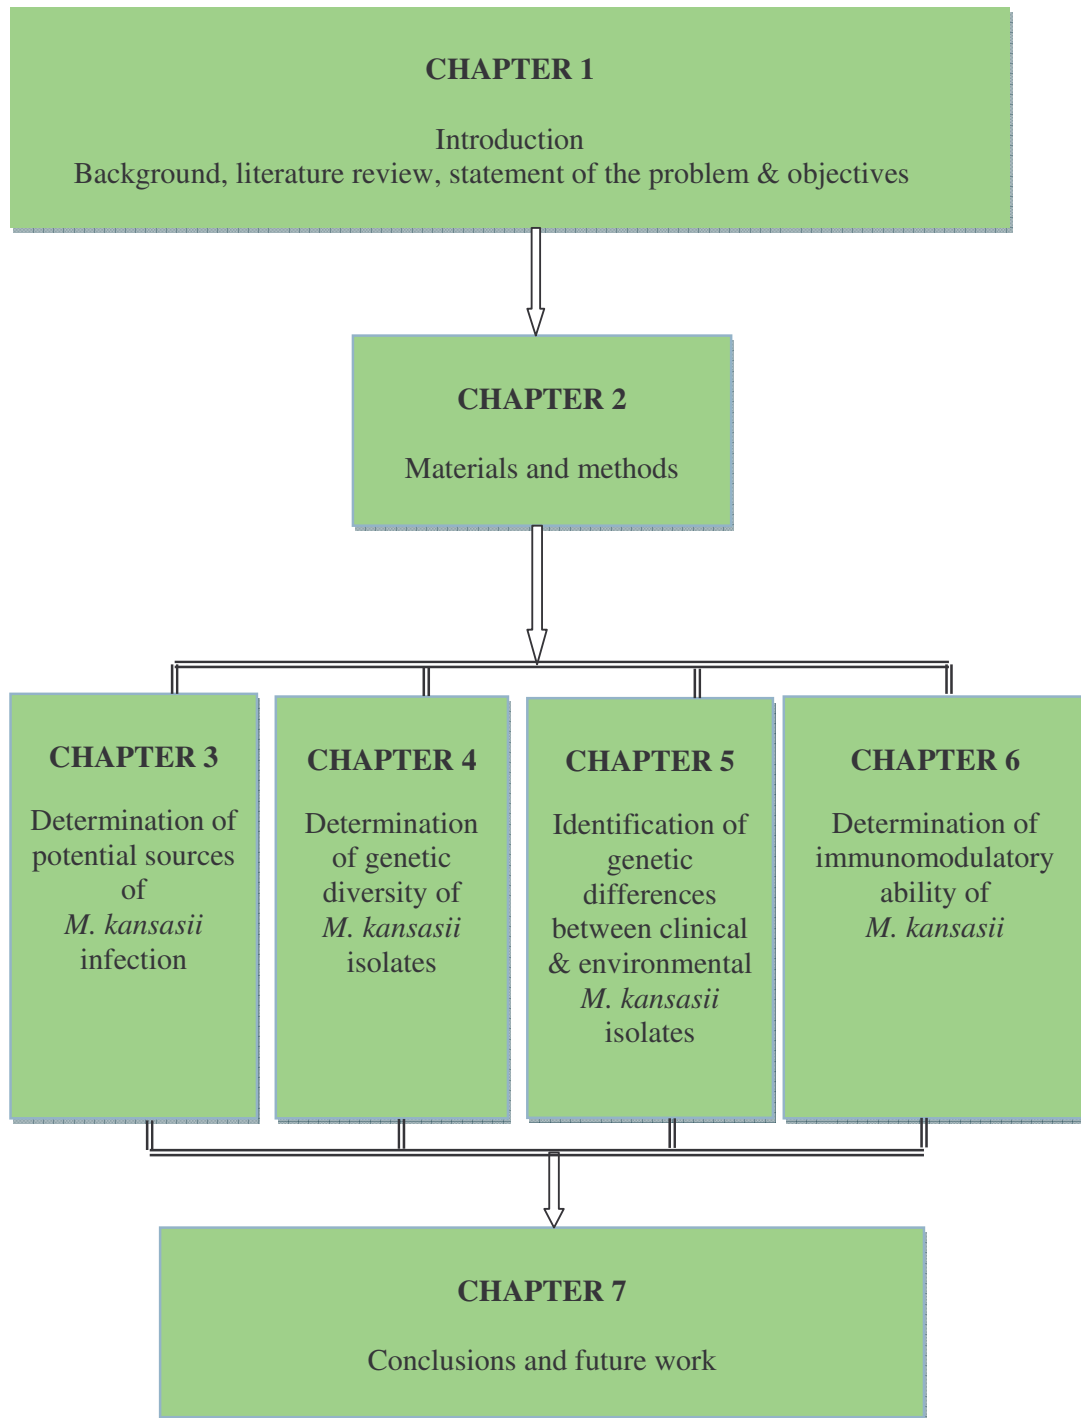 CHAPTER 1
Introduction
Background, literature review, statement of the problem & objectives
CHAPTER 2
Materials and methods
CHAPTER 3
Determination of
potential sources
of
M. kansasii
infection
CHAPTER 4
Determination
of genetic
diversity of
M. kansasii
isolates
CHAPTER 5
Identification of
genetic
differences
between clinical
& environmental
M. kansasii
isolates
CHAPTER 6
Determination of
immunomodulatory
ability of
M. kansasii
CHAPTER 7
Conclusions and future work